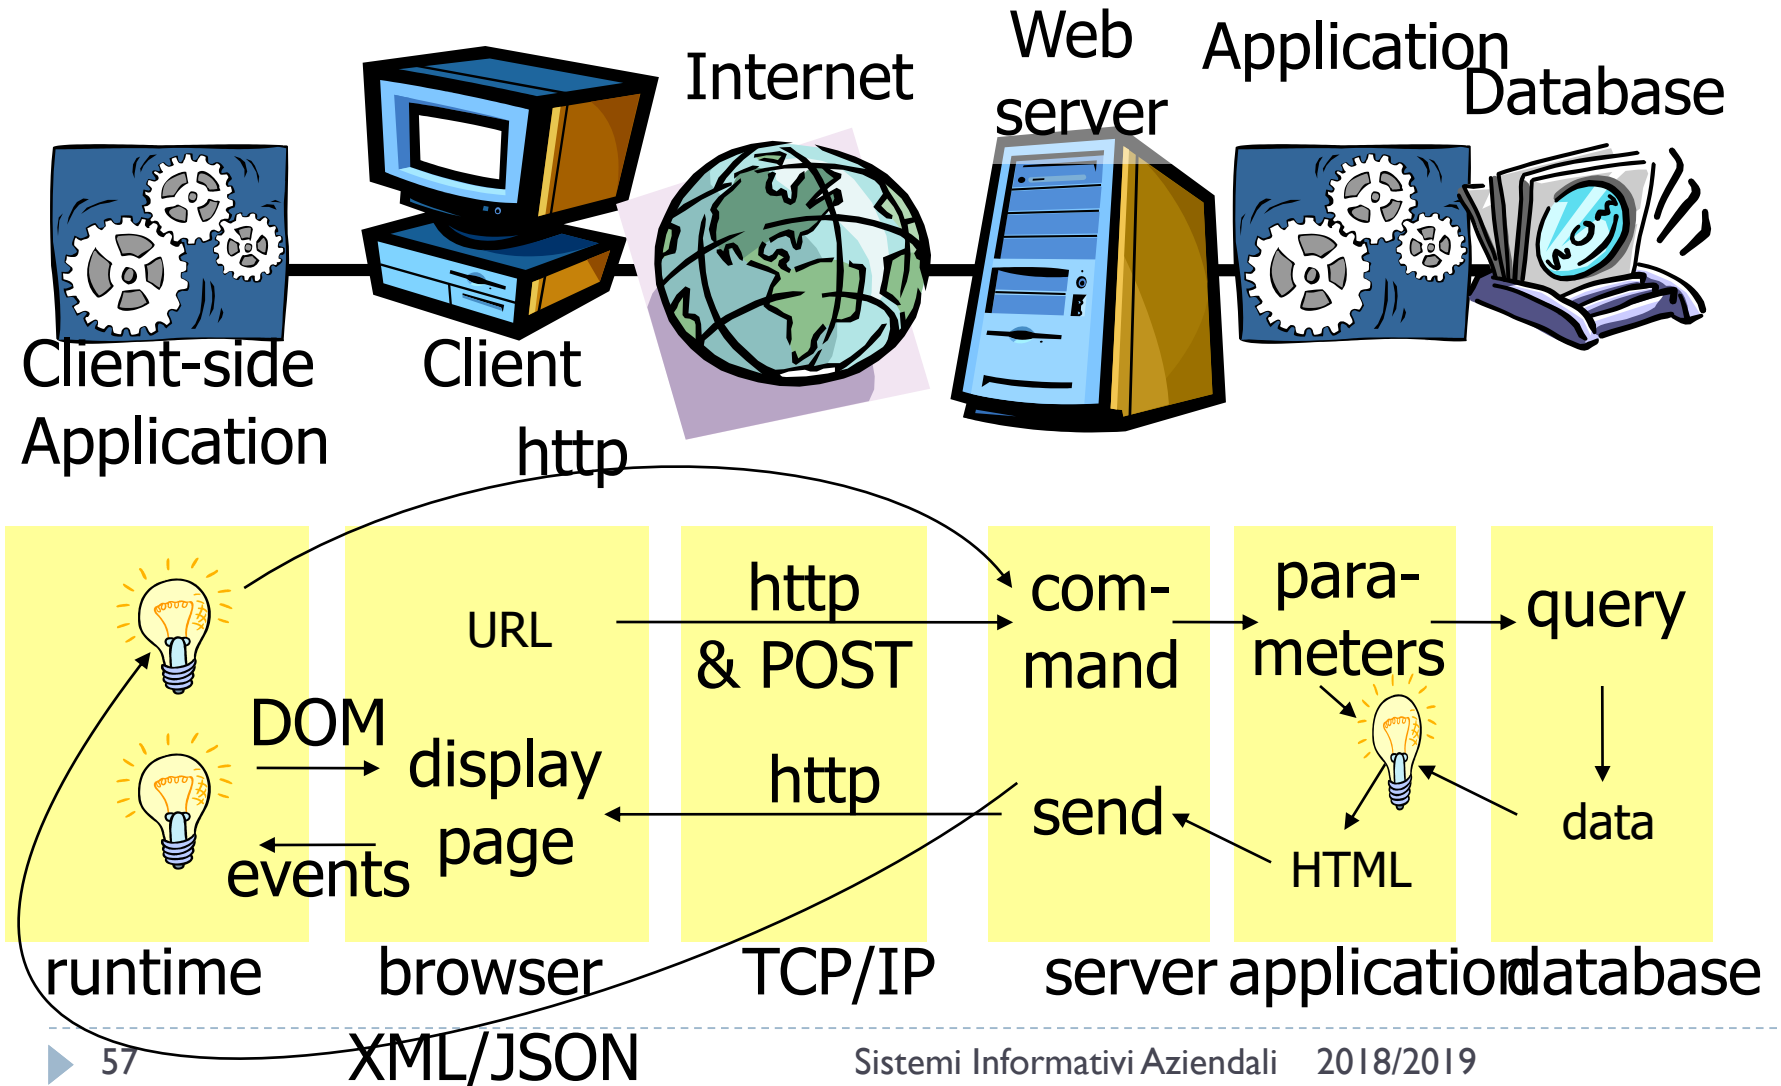 Internet
Web
server
Application
Database
Client-side
Application
Client
http
URL
http
& POST
com-
mand
para-
meters
query
DOM
display
page
events
http
send
HTML
data
runtime
browser
TCP/IP
server
application
database
XML/JSON
57
Sistemi Informativi Aziendali 2018/2019